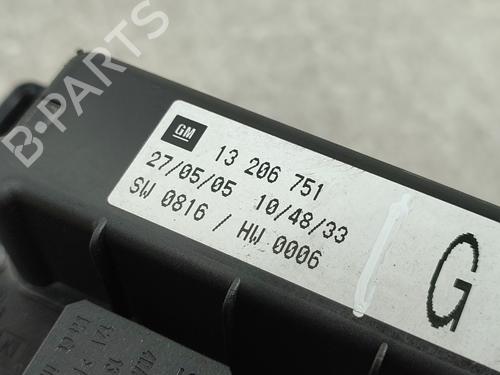 B-PARTS
GM 13 206 751
27/05/05 10/48/33
SW 0816 / HW 0006
G